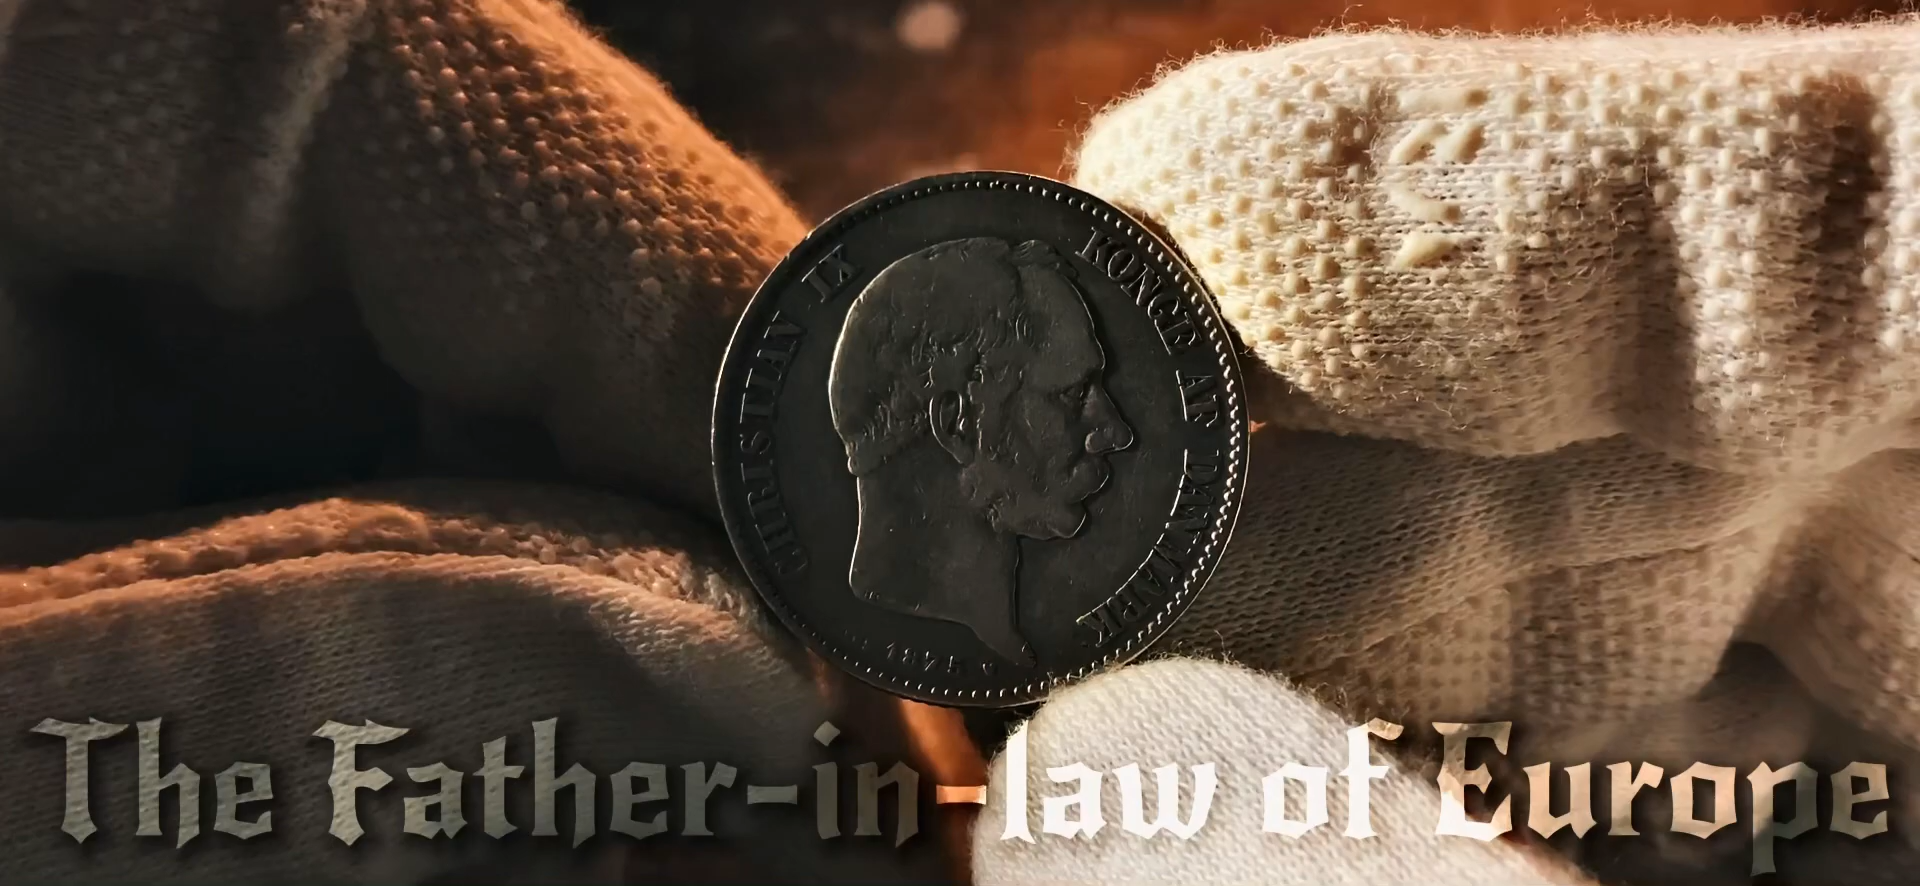 CHRISTIAN IX
KONGE AF DANMARK
1875
The Father-in-law of Europe